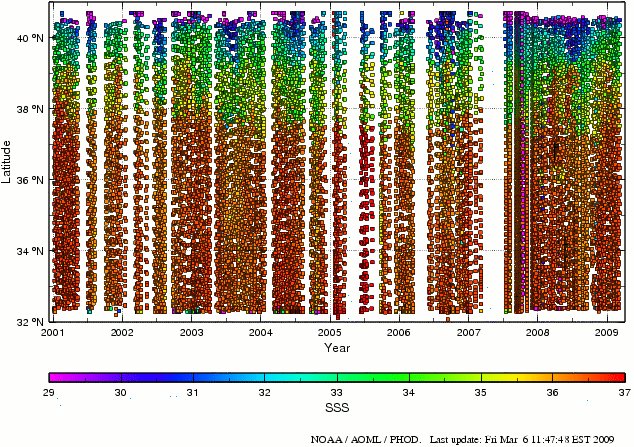 40 °N
38 °N
36 °N
34 °N
32 °N
Latitude
2001 2002 2003 2004 2005 2006 2007 2008 2009
Year
29 30 31 32 33 34 35 36 37
SSS
NOAA / AOML / PHOD. Last update: Fri Mar 6 11:47:48 EST 2009